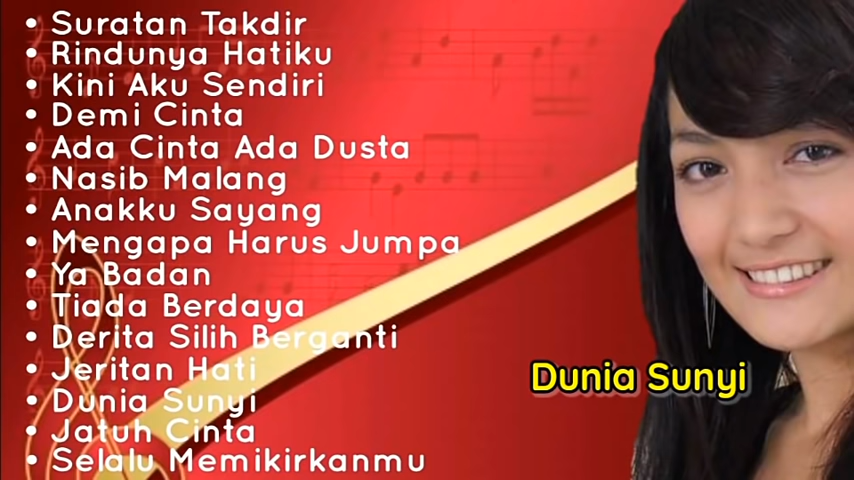 • Suratan Takdir
• Rindunya Hatiku
• Kini Aku Sendiri
• Demi Cinta
• Ada Cinta Ada Dusta
• Nasib Malang
• Anakku Sayang
• Mengapa Harus Jumpa
• Ya Badan
• Tiada Berdaya
• Derita Silih Berganti
• Jeritan Hati
• Dunia Sunyi
• Jatuh Cinta
• Selalu Memikirkanmu
Dunia Sunyi